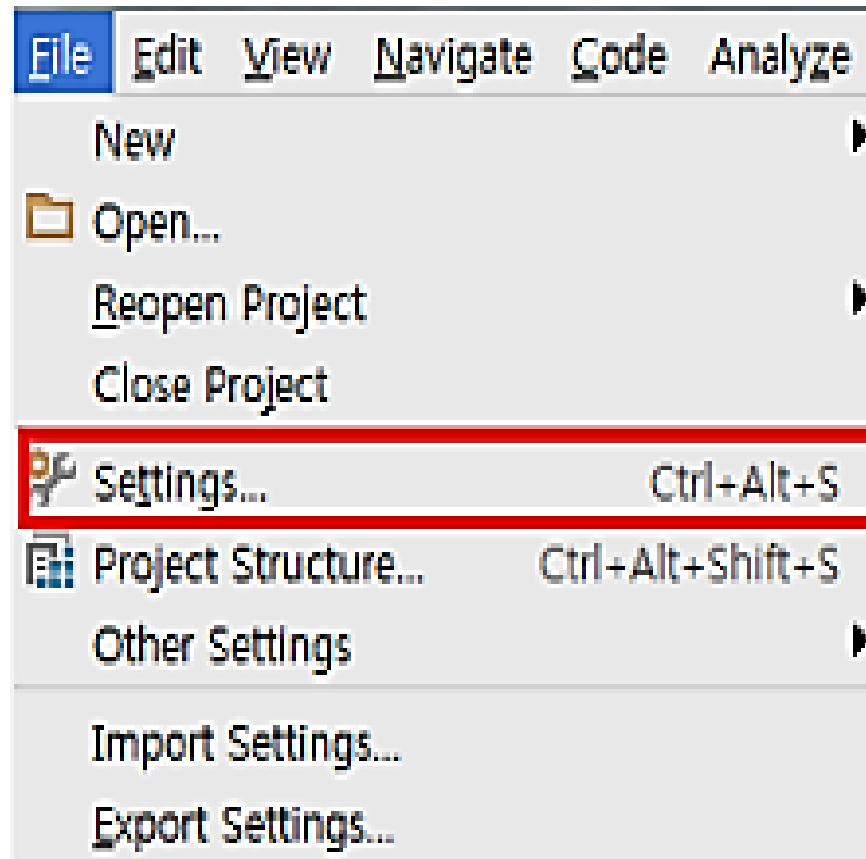 File Edit View Navigate Code Analyze
New
Open...
Reopen Project
Close Project
Settings... Ctrl+Alt+S
Project Structure... Ctrl+Alt+Shift+S
Other Settings
Import Settings...
Export Settings...